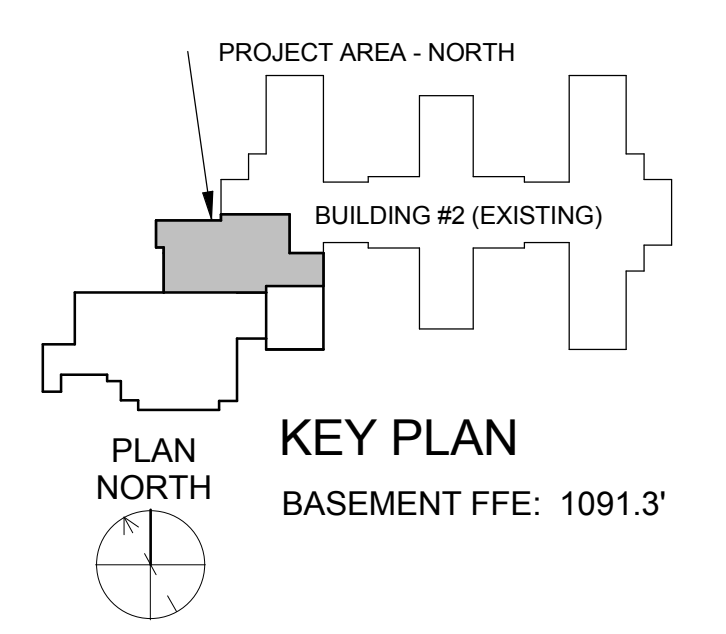 PROJECT AREA - NORTH
BUILDING #2 (EXISTING)
KEY PLAN
PLAN
NORTH
BASEMENT FFE: 1091.3'